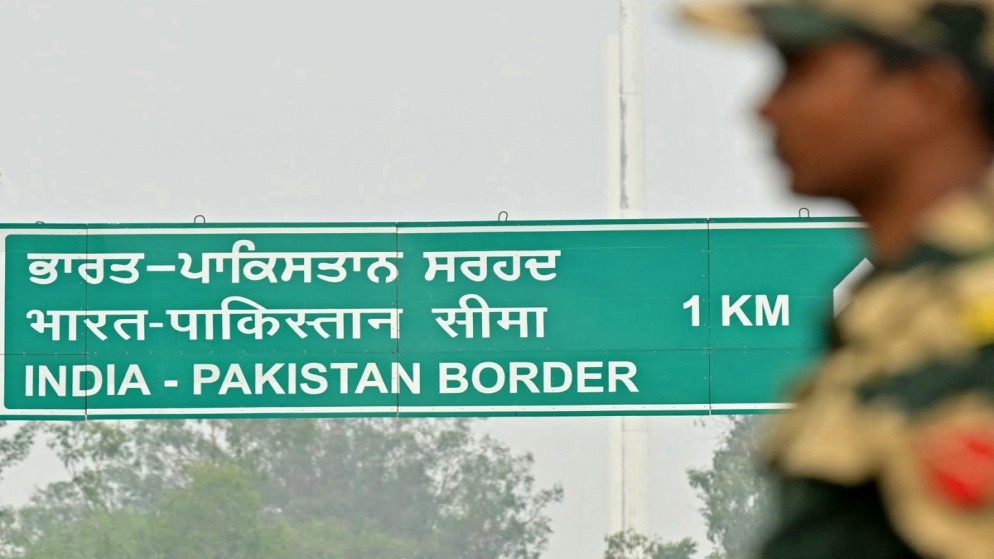 ਭਾਰਤ-ਪਾਕਿਸਤਾਨ ਸਰਹਦ
भारत-पाकिस्तान सीमा
1 KM
INDIA - PAKISTAN BORDER